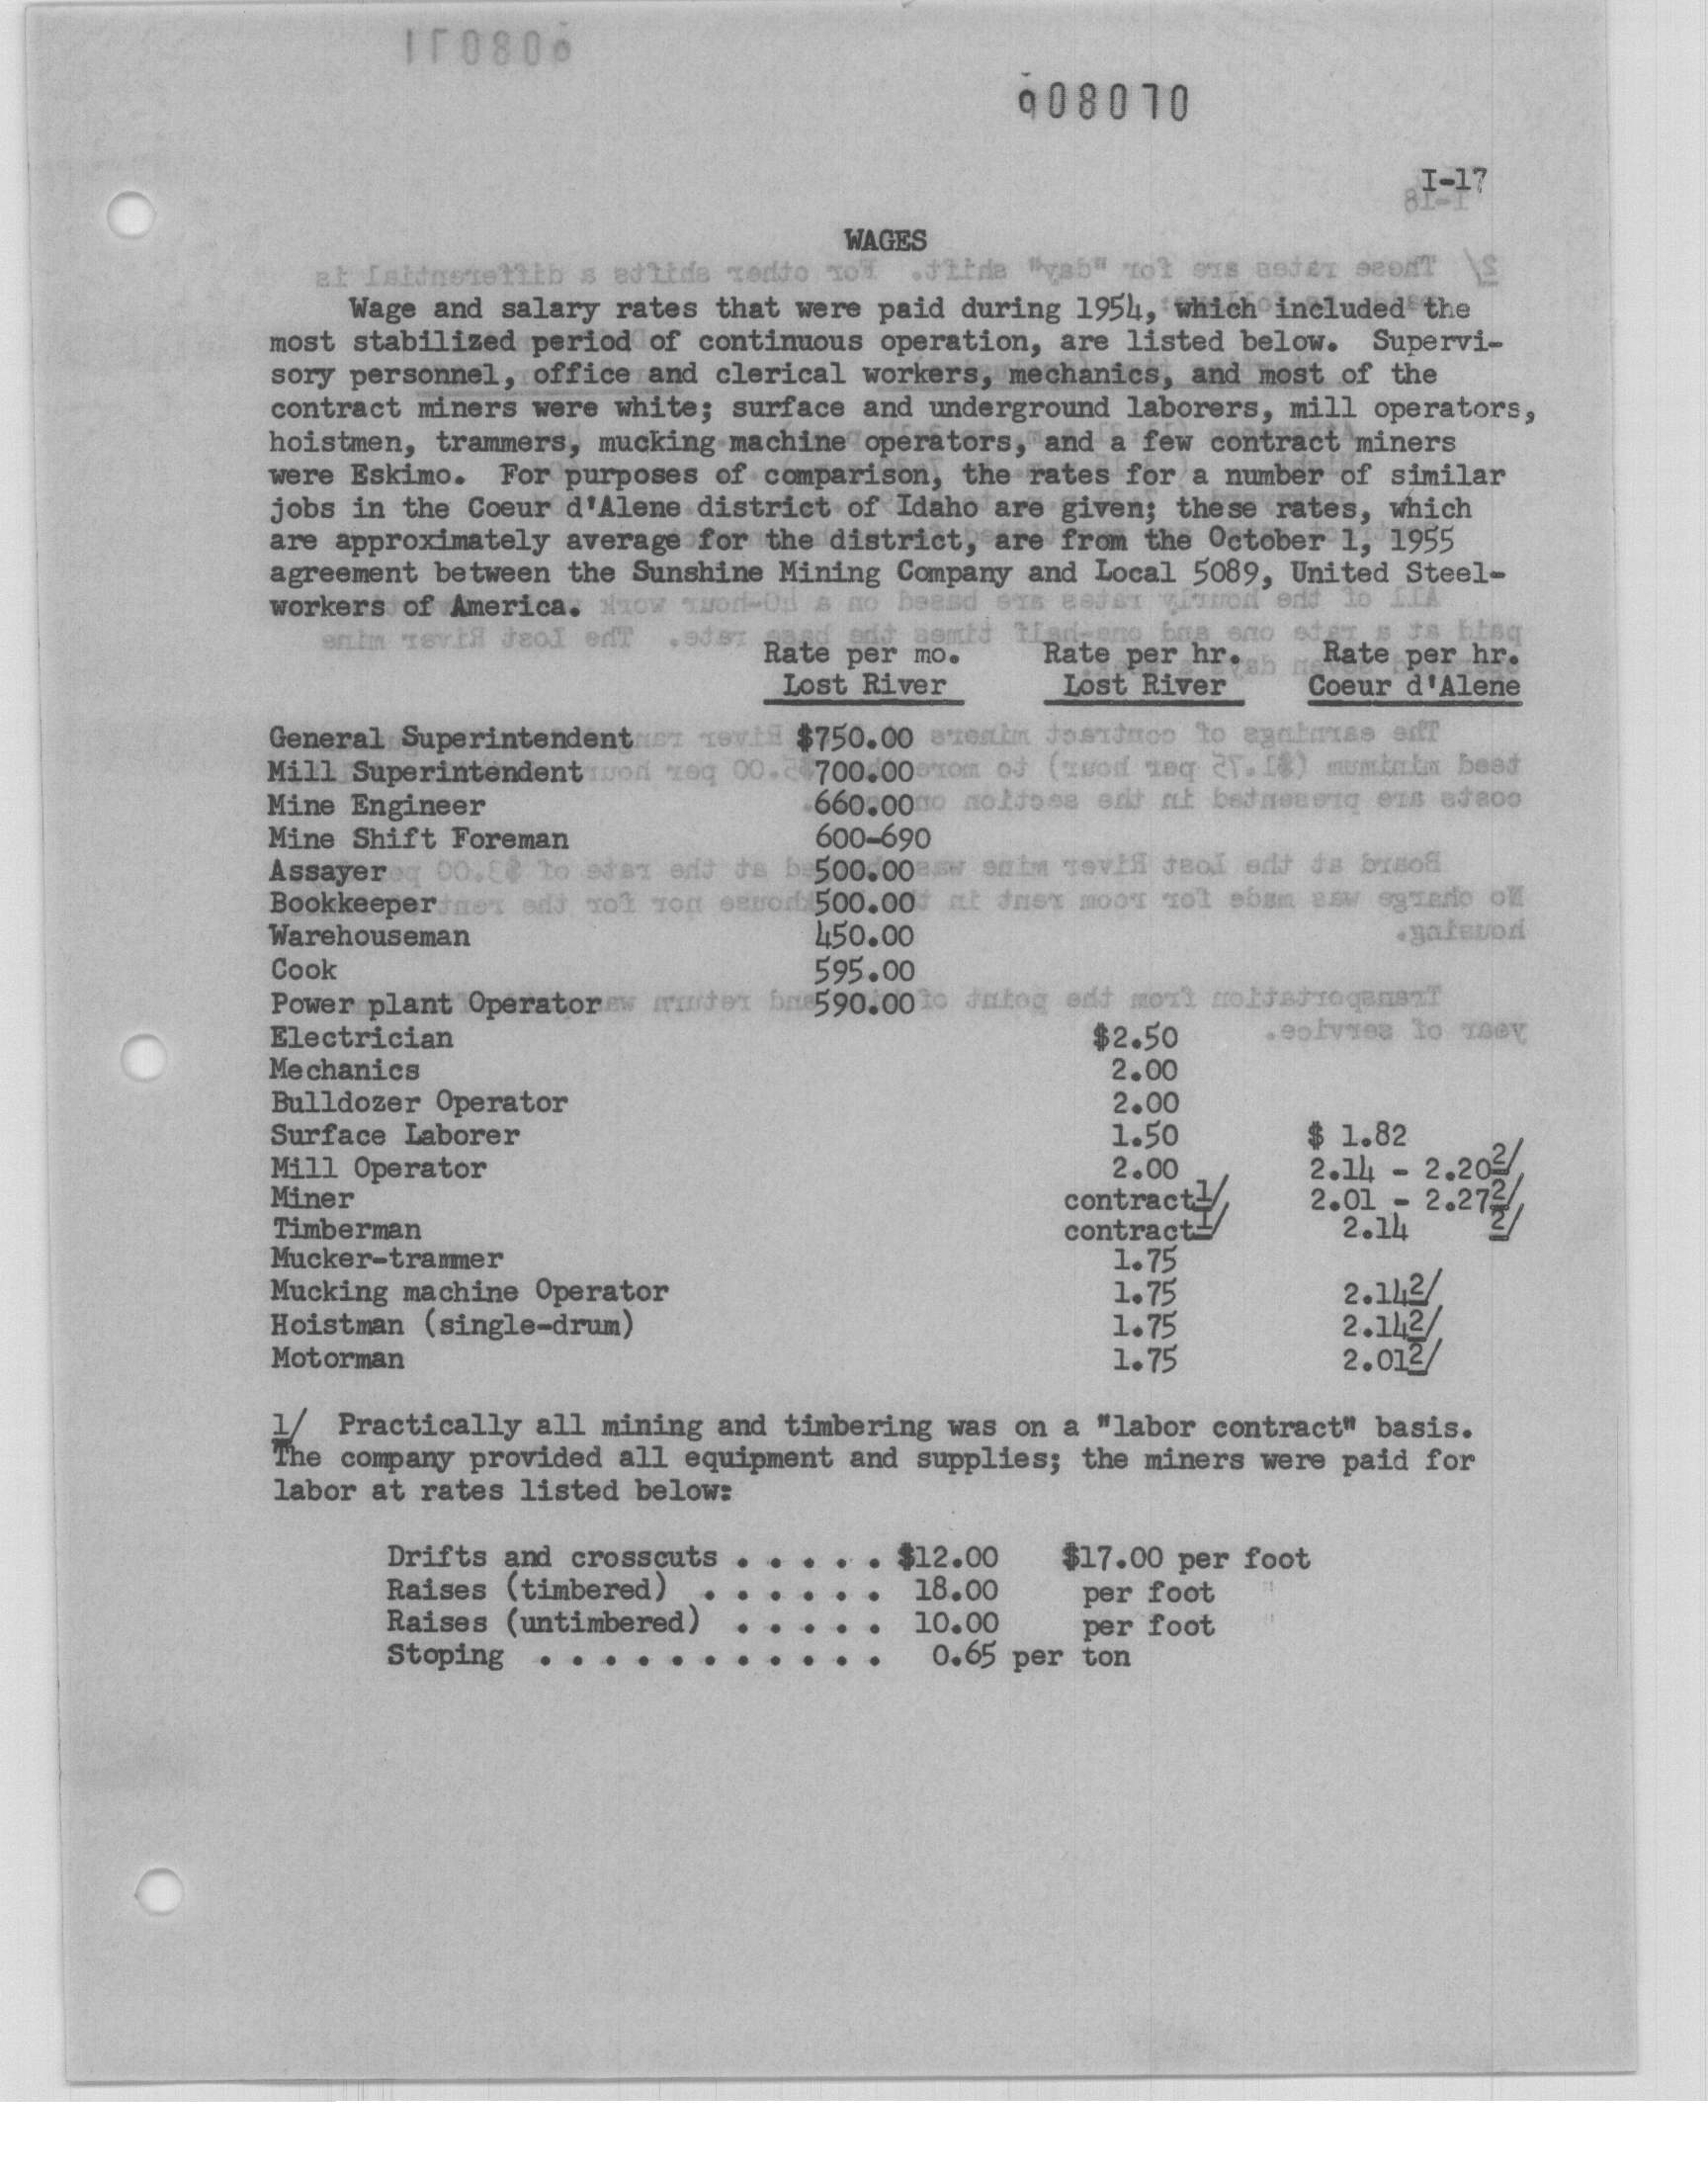 008070
I-17
WAGES
Wage and salary rates that were paid during 1954, which included the
most stabilized period of continuous operation, are listed below. Supervi-
sory personnel, office and clerical workers, mechanics, and most of the
contract miners were white; surface and underground laborers, mill operators,
hoistmen, trammers, mucking machine operators, and a few contract miners
were Eskimo. For purposes of comparison, the rates for a number of similar
jobs in the Coeur d'Alene district of Idaho are given; these rates, which
are approximately average for the district, are from the October 1, 1955
agreement between the Sunshine Mining Company and Local 5089, United Steel-
workers of America.
Rate per mo. Rate per hr. Rate per hr.
Lost River Lost River Coeur d'Alene
General Superintendent $750.00
Mill Superintendent 700.00
Mine Engineer 660.00
Mine Shift Foreman 600-690
Assayer 500.00
Bookkeeper 500.00
Warehouseman 450.00
Cook 595.00
Power plant Operator 590.00
Electrician $2.50
Mechanics 2.00
Bulldozer Operator 2.00
Surface Laborer 1.50 $ 1.82
Mill Operator 2.00 2.14 - 2.20 2/
Miner contract 1/ 2.01 - 2.27 2/
Timberman contract 1/ 2.14 2/
Mucker-trammer 1.75
Mucking machine Operator 1.75 2.14 2/
Hoistman (single-drum) 1.75 2.14 2/
Motorman 1.75 2.01 2/
1/ Practically all mining and timbering was on a "labor contract" basis.
The company provided all equipment and supplies; the miners were paid for
labor at rates listed below:
Drifts and crosscuts . . . . . $12.00 $17.00 per foot
Raises (timbered) . . . . . . 18.00 per foot
Raises (untimbered) . . . . . 10.00 per foot
Stoping . . . . . . . . . . . 0.65 per ton